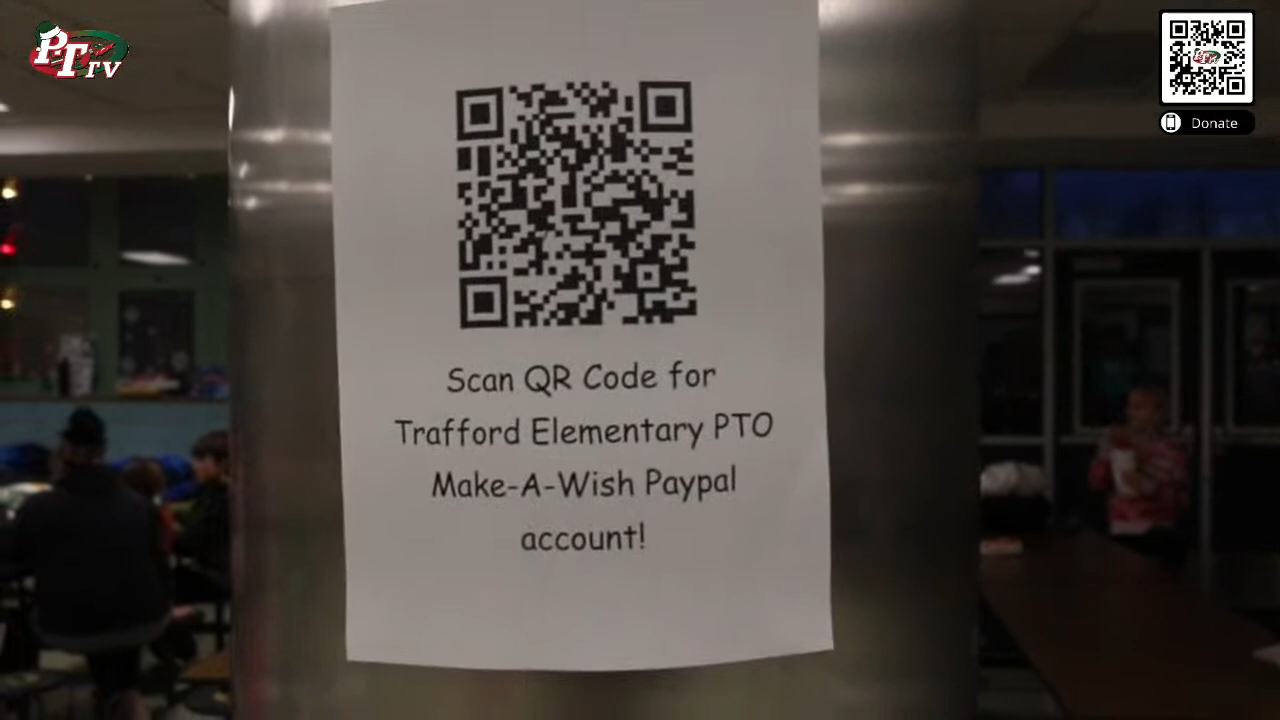 PTTV
Donate
Scan QR Code for
Trafford Elementary PTO
Make-A-Wish Paypal
account!